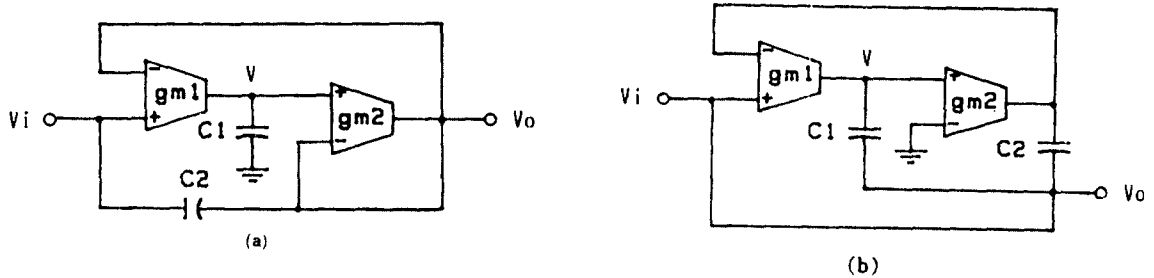 Vi
-
gm1
+
V
C1
+
gm2
-
Vo
C2
(a)
Vi
-
gm1
+
V
C1
+
gm2
-
C2
Vo
(b)